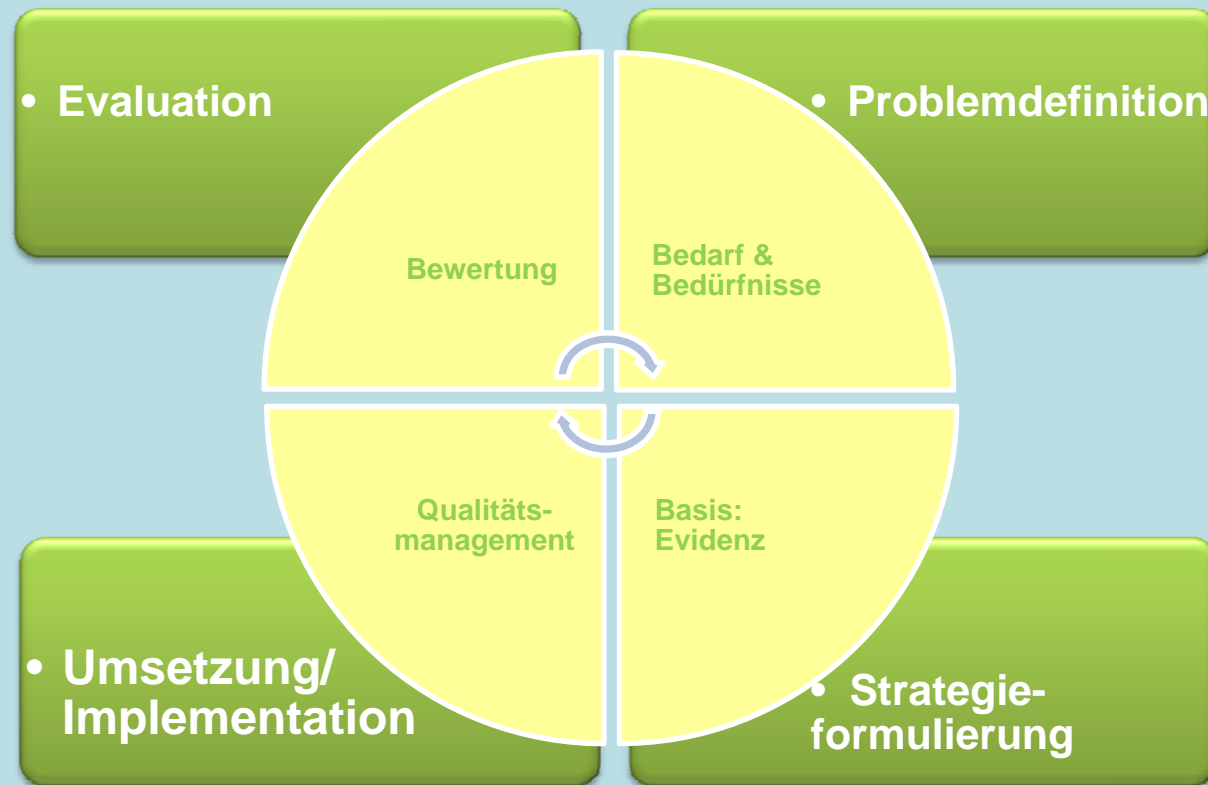 • Evaluation
• Problemdefinition
Bewertung
Bedarf &
Bedürfnisse
Qualitäts-
management
Basis:
Evidenz
• Umsetzung/
Implementation
• Strategie-
formulierung